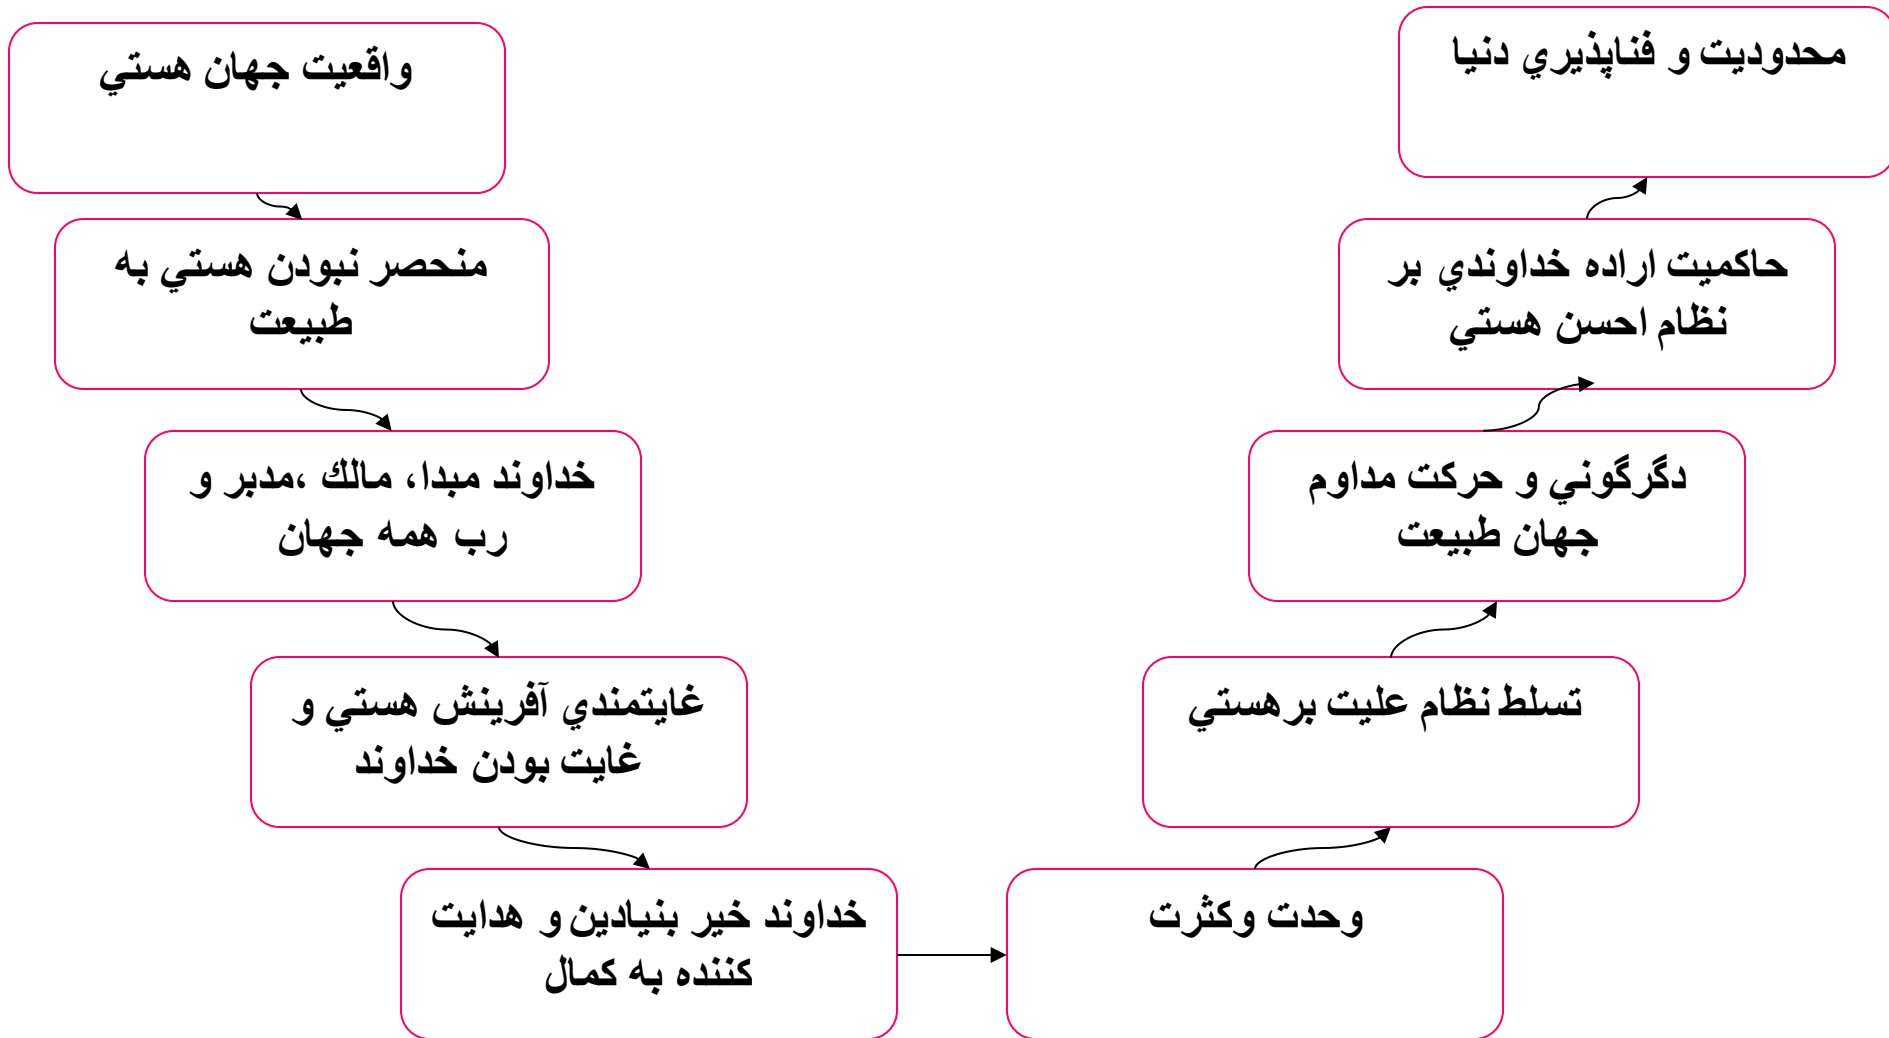 واقعيت جهان هستي
منحصر نبودن هستي به
طبيعت
خداوند مبدا، مالك ،مدبر و
رب همه جهان
غايتمندي آفرينش هستي و
غايت بودن خداوند
خداوند خير بنيادين و هدايت
كننده به كمال
وحدت وكثرت
تسلط نظام عليت برهستي
دگرگوني و حركت مداوم
جهان طبيعت
حاكميت اراده خداوندي بر
نظام احسن هستي
محدوديت و فناپذيري دنيا